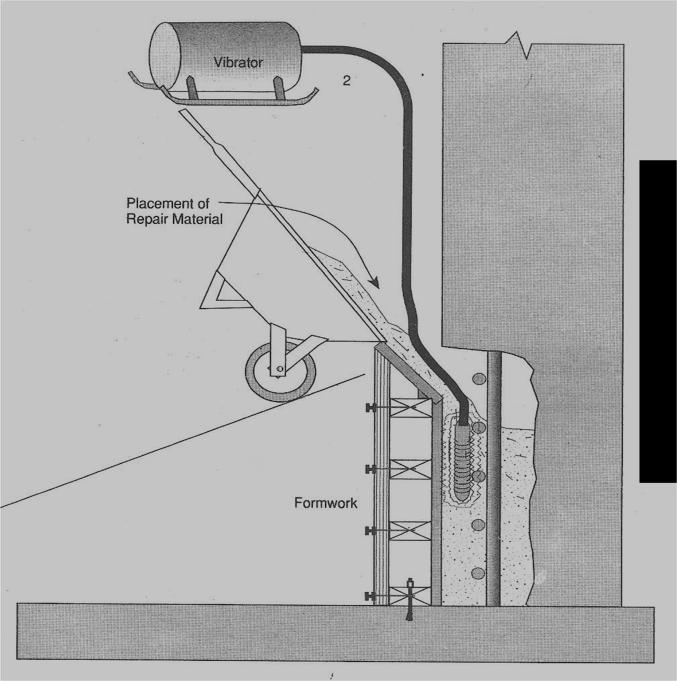 Vibrator
2
Placement of
Repair Material
Formwork